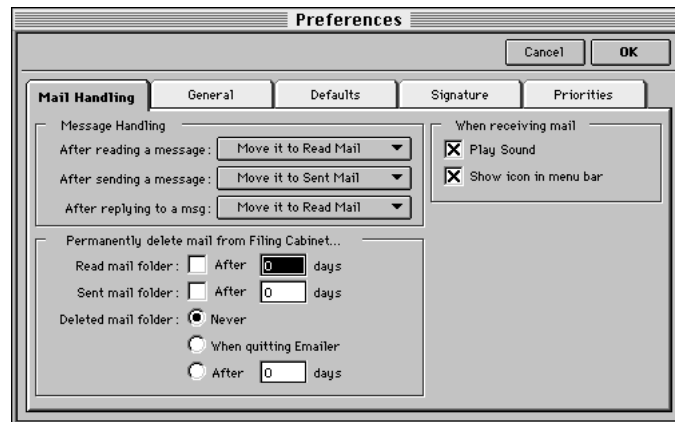 Preferences
Cancel OK
Mail Handling General Defaults Signature Priorities
Message Handling
After reading a message: Move it to Read Mail
After sending a message: Move it to Sent Mail
After replying to a msg: Move it to Read Mail
When receiving mail
Play Sound
Show icon in menu bar
Permanently delete mail from Filing Cabinet...
Read mail folder: After 0 days
Sent mail folder: After 0 days
Deleted mail folder: Never
When quitting Emailer
After 0 days